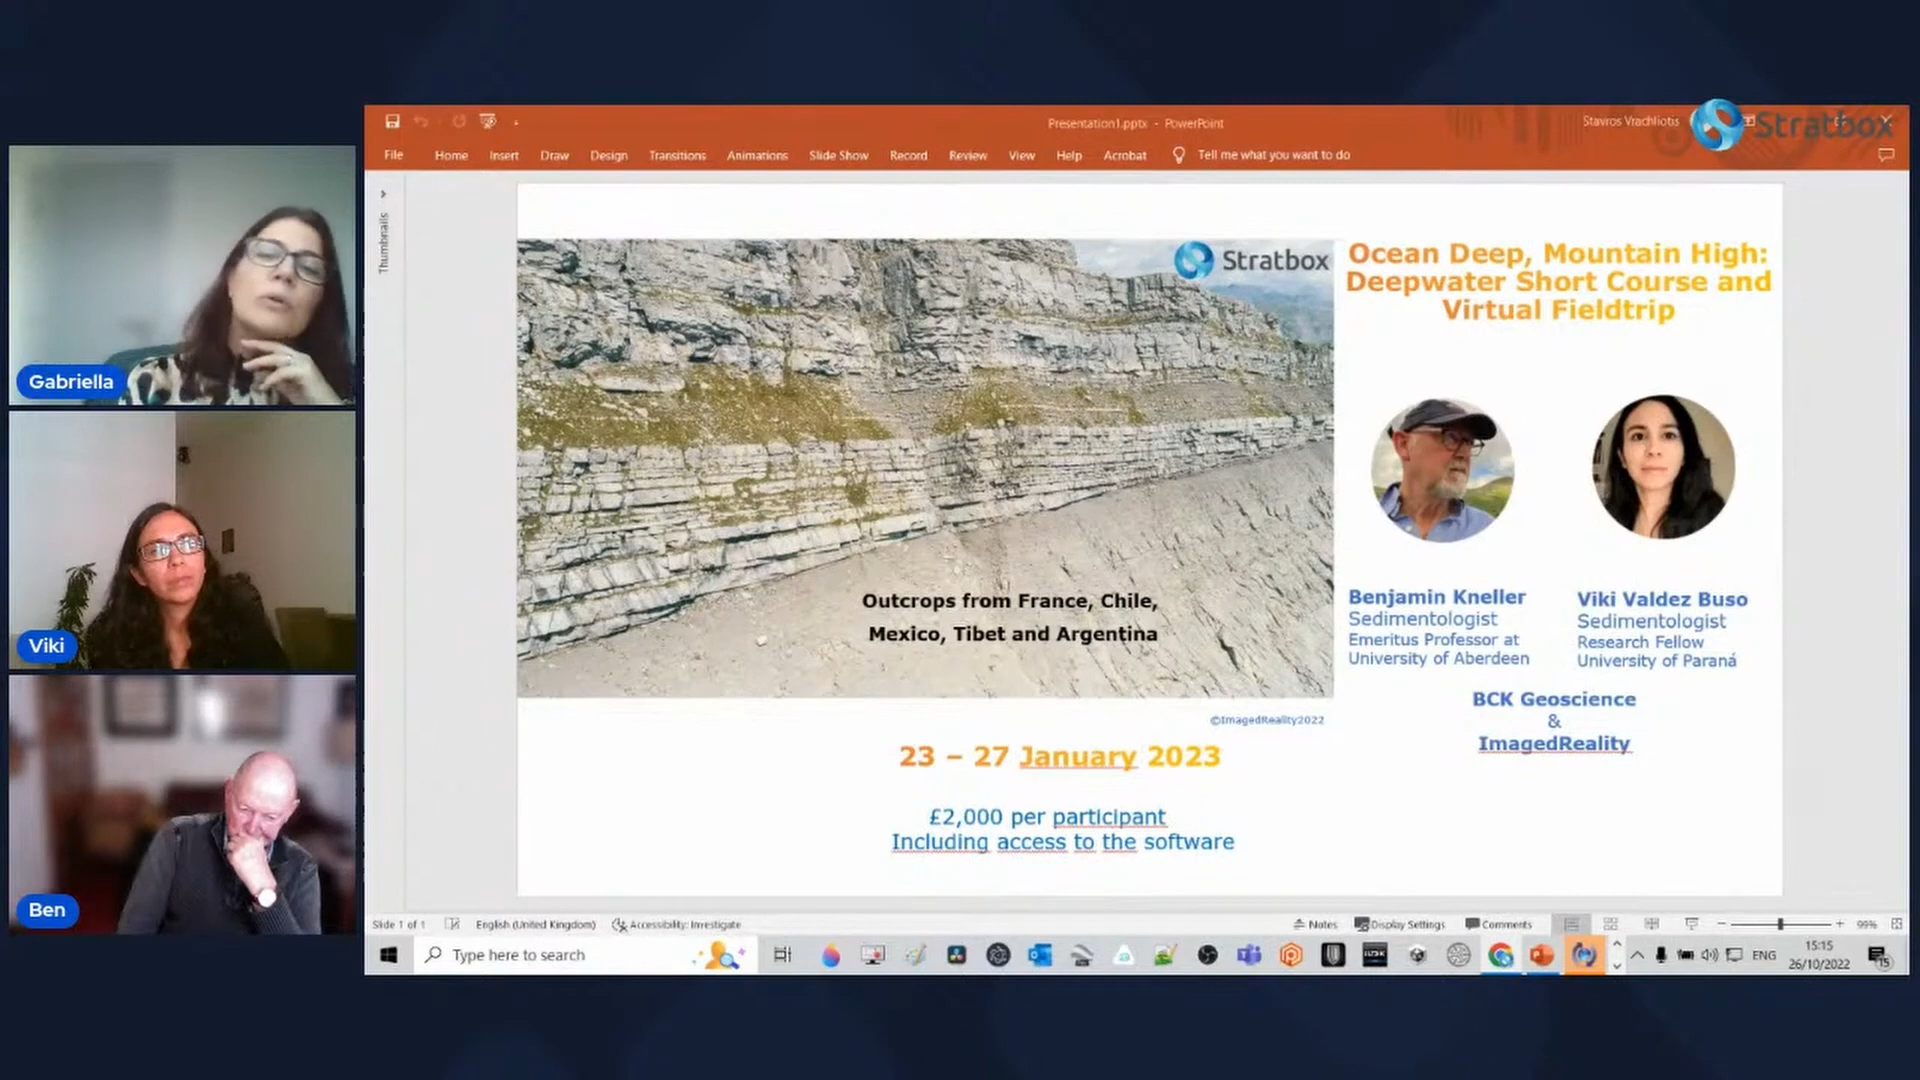 Presentation1.pptx - PowerPoint
Stavros Vrachliotis
Stratbox
File Home Insert Draw Design Transitions Animations Slide Show Record Review View Help Acrobat Tell me what you want to do
Thumbnails
Gabriella
Viki
Ben
Stratbox
Outcrops from France, Chile,
Mexico, Tibet and Argentina
©ImagedReality2022
Ocean Deep, Mountain High:
Deepwater Short Course and
Virtual Fieldtrip
Benjamin Kneller
Sedimentologist
Emeritus Professor at
University of Aberdeen
Viki Valdez Buso
Sedimentologist
Research Fellow
University of Paraná
BCK Geoscience
&
ImagedReality
23 – 27 January 2023
£2,000 per participant
Including access to the software
Slide 1 of 1 English (United Kingdom) Accessibility: Investigate Notes Display Settings Comments 99%
Type here to search
ENG
15:15
26/10/2022
15